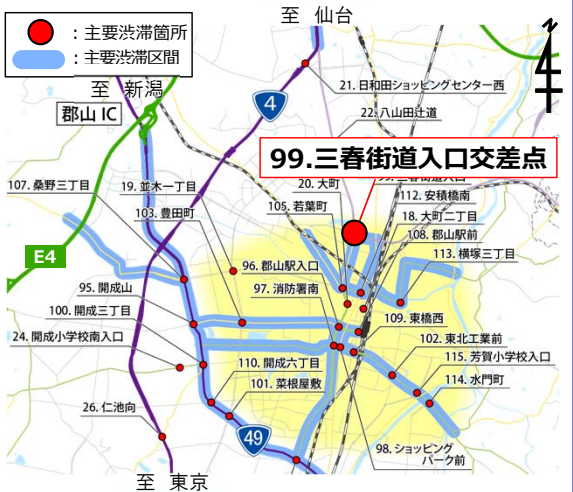 至 仙台
：主要渋滞箇所
：主要渋滞区間
至 新潟
郡山 IC
4
21. 日和田ショッピングセンター西
22. 八山田辻道
99.三春街道入口交差点
107. 桑野三丁目
19. 並木一丁目
103. 豊田町
20. 大町
105. 若葉町
112. 安積橋南
18. 大町二丁目
108. 郡山駅前
113. 横塚三丁目
E4
96. 郡山駅入口
97. 消防署南
95. 開成山
100. 開成三丁目
24. 開成小学校南入口
109. 東橋西
102. 東北工業前
115. 芳賀小学校入口
114. 水門町
110. 開成六丁目
101. 菜根屋敷
26. 仁池向
49
98. ショッピング
パーク前
至 東京